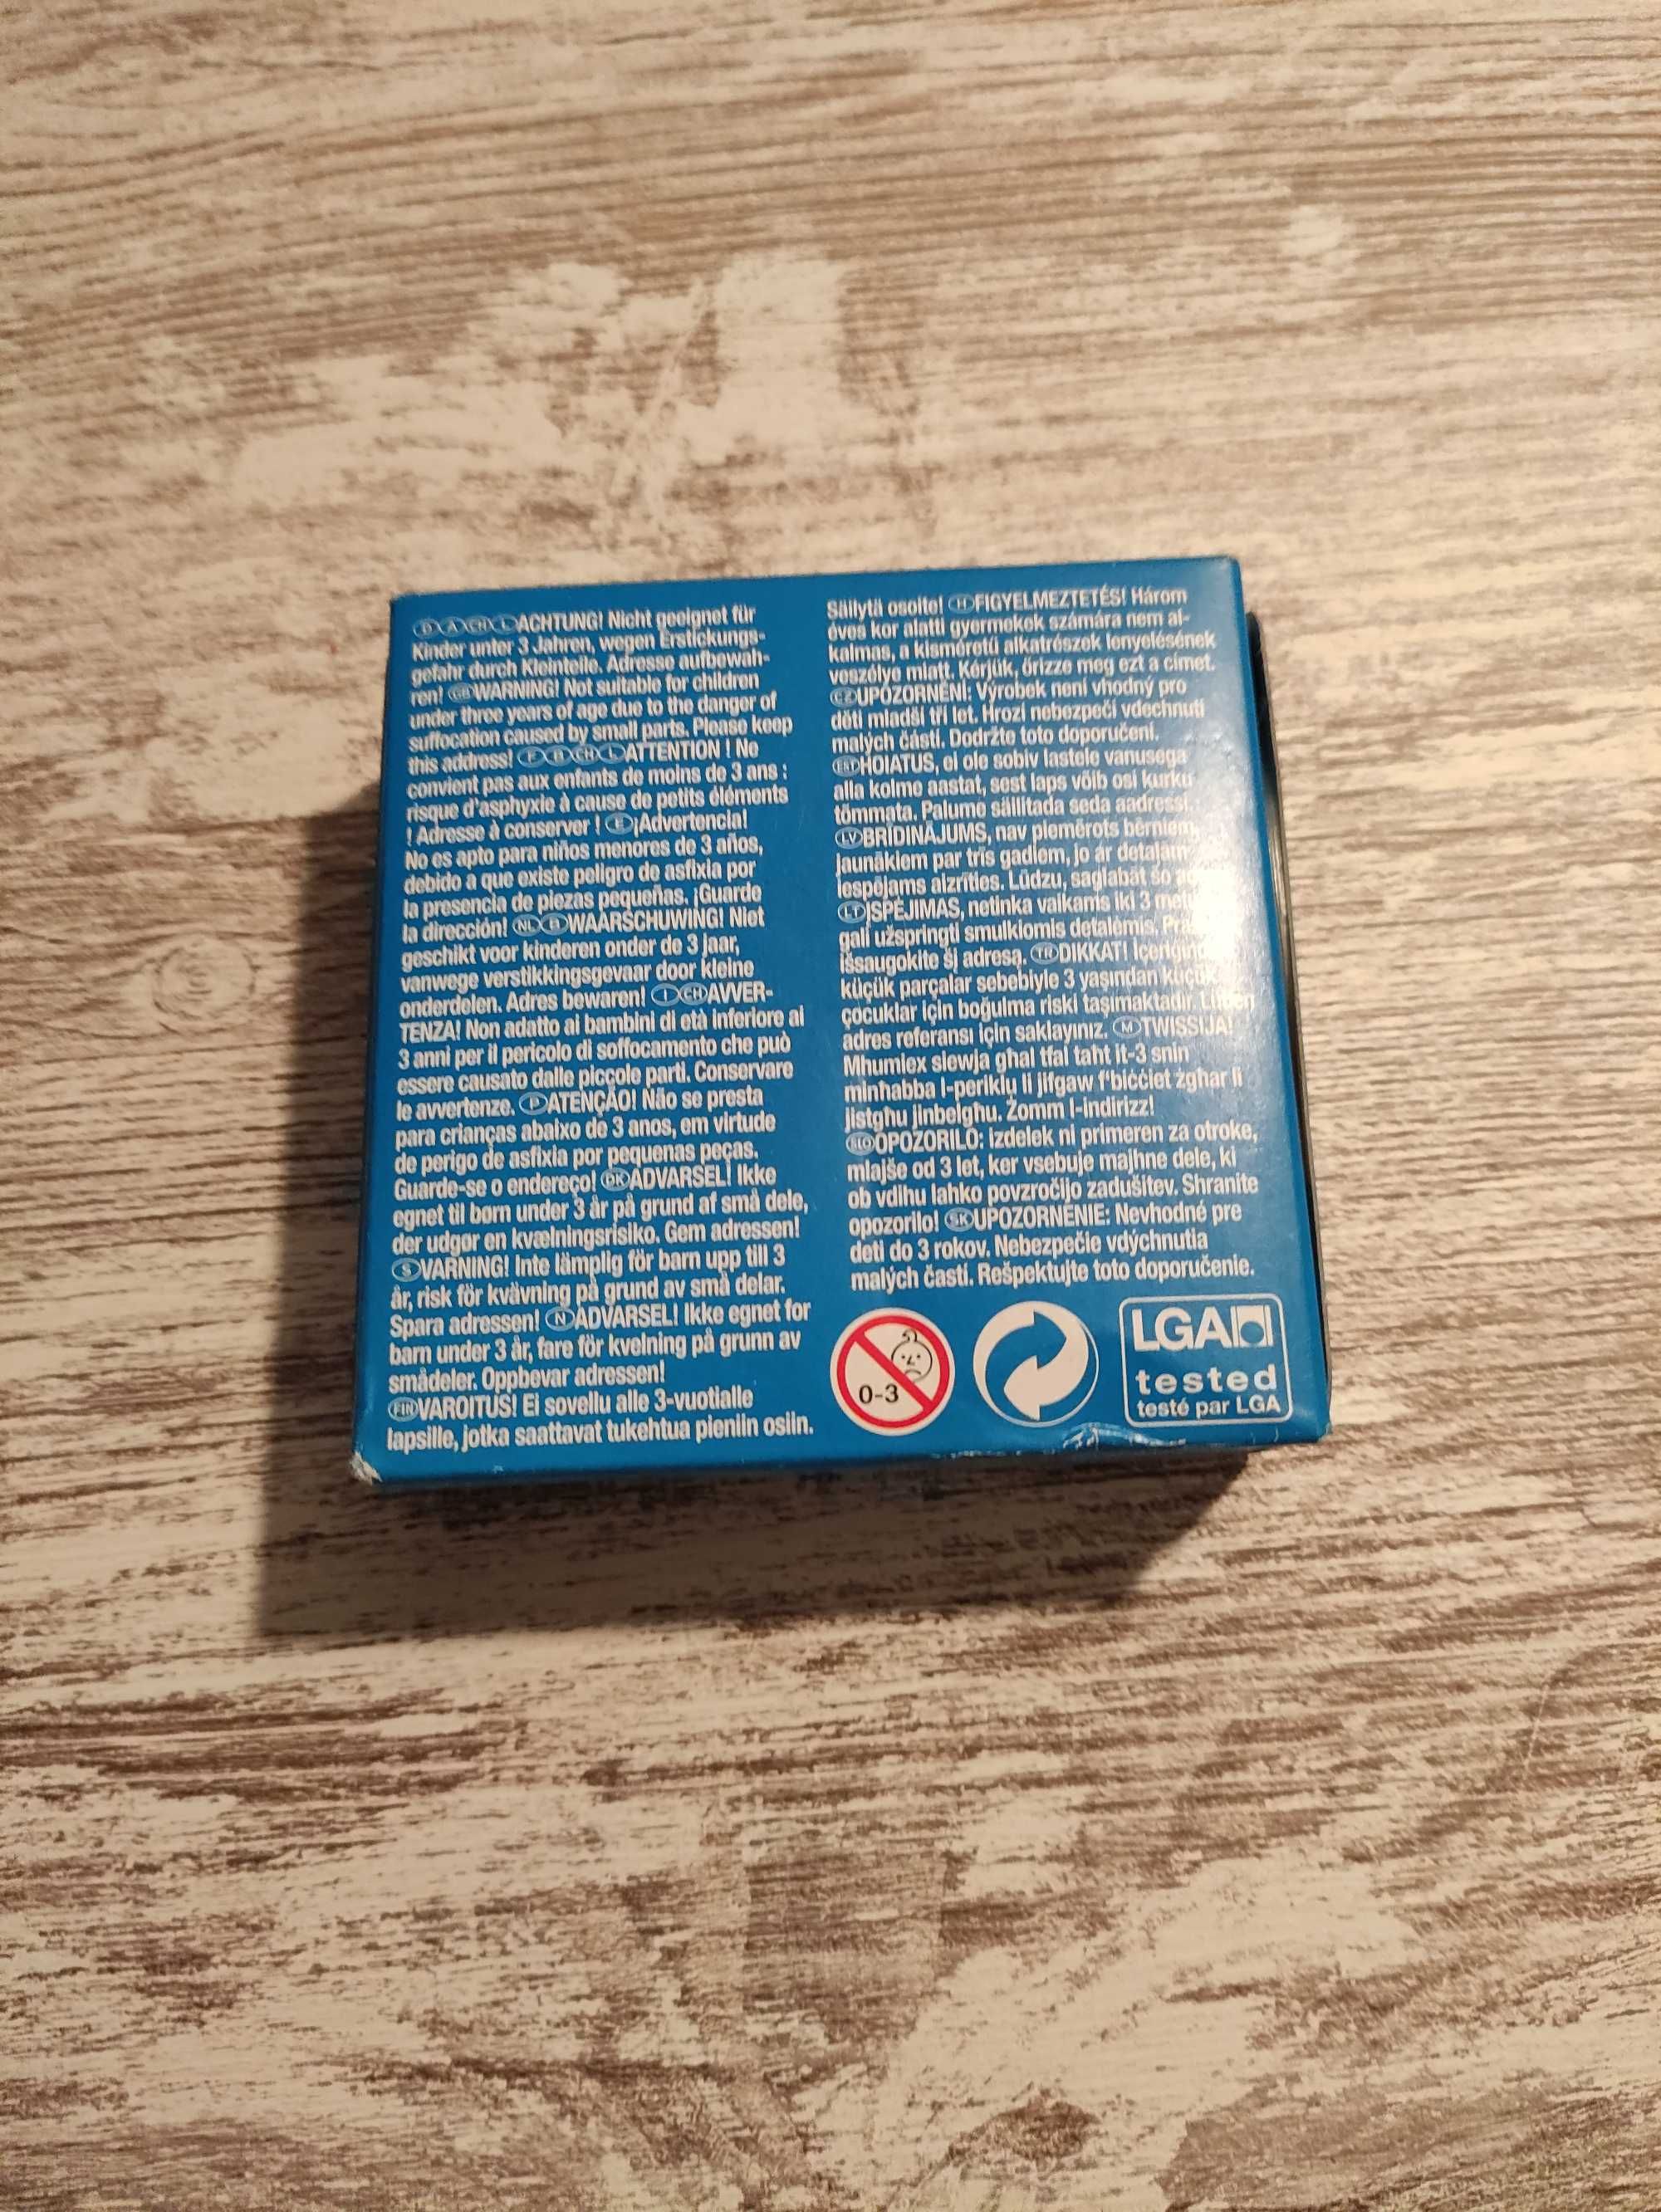 D A CH L ACHTUNG! Nicht geeignet für
Kinder unter 3 Jahren, wegen Erstickungs-
gefahr durch Kleinteile. Adresse aufbewah-
ren! GB WARNING! Not suitable for children
under three years of age due to the danger of
suffocation caused by small parts. Please keep
this address! F B CH L ATTENTION ! Ne
convient pas aux enfants de moins de 3 ans :
risque d'asphyxie à cause de petits éléments
! Adresse à conserver ! E ¡Advertencia!
No es apto para niños menores de 3 años,
debido a que existe peligro de asfixia por
la presencia de piezas pequeñas. ¡Guarde
la dirección! NL B WAARSCHUWING! Niet
geschikt voor kinderen onder de 3 jaar,
vanwege verstikkingsgevaar door kleine
onderdelen. Adres bewaren! I CH AVVER-
TENZA! Non adatto ai bambini di età inferiore ai
3 anni per il pericolo di soffocamento che può
essere causato dalle piccole parti. Conservare
le avvertenze. P ATENÇÃO! Não se presta
para crianças abaixo de 3 anos, em virtude
de perigo de asfixia por pequenas peças.
Guarde-se o endereço! DK ADVARSEL! Ikke
egnet til børn under 3 år på grund af små dele,
der udgør en kvælningsrisiko. Gem adressen!
S VARNING! Inte lämplig för barn upp till 3
år, risk för kvävning på grund av små delar.
Spara adressen! N ADVARSEL! Ikke egnet for
barn under 3 år, fare för kvelning på grunn av
smådeler. Oppbevar adressen!
FIN VAROITUS! Ei sovellu alle 3-vuotialle
lapsille, jotka saattavat tukehtua pieniin osiin.
Säilytä osoite! H FIGYELMEZTETÉS! Három
éves kor alatti gyermekek számára nem al-
kalmas, a kisméretű alkatrészek lenyelésének
veszélye miatt. Kérjük, őrizze meg ezt a címet.
CZ UPOZORNĚNÍ: Výrobek není vhodný pro
děti mladší tří let. Hrozí nebezpečí vdechnutí
malých částí. Dodržte toto doporučení.
EST HOIATUS, ei ole sobiv lastele vanusega
alla kolme aastat, sest laps võib osi kurku
tõmmata. Palume säilitada seda aadressi.
LV BRĪDINĀJUMS, nav piemērots bērniem,
jaunākiem par trīs gadiem, jo ar detaļām
iespējams aizrīties. Lūdzu, saglabāt šo
LT ĮSPĖJIMAS, netinka vaikams iki 3
gali užspringti smulkiomis detalėmis.
išsaugokite šį adresą. TR DIKKAT! İçeriğin
küçük parçalar sebebiyle 3 yaşından küçük
çocuklar için boğulma riski taşımaktadır. Lütfen
adres referansı için saklayınız. M TWISSIJA!
Mhumiex slewja għal tfal taħt it-3 snin
minħabba l-periklu li jifgaw f'biċċiet żgħar li
jistgħu jinbelgħu. Żomm l-indirizz!
SLO OPOZORILO: Izdelek ni primeren za otroke,
mlajše od 3 let, ker vsebuje majhne dele, ki
ob vdihu lahko povzročijo zadušitev. Shranite
opozorilo! SK UPOZORNENIE: Nevhodné pre
deti do 3 rokov. Nebezpečie vdýchnutia
malých častí. Rešpektujte toto doporučenie.
0-3
LGA
tested
testé par LGA